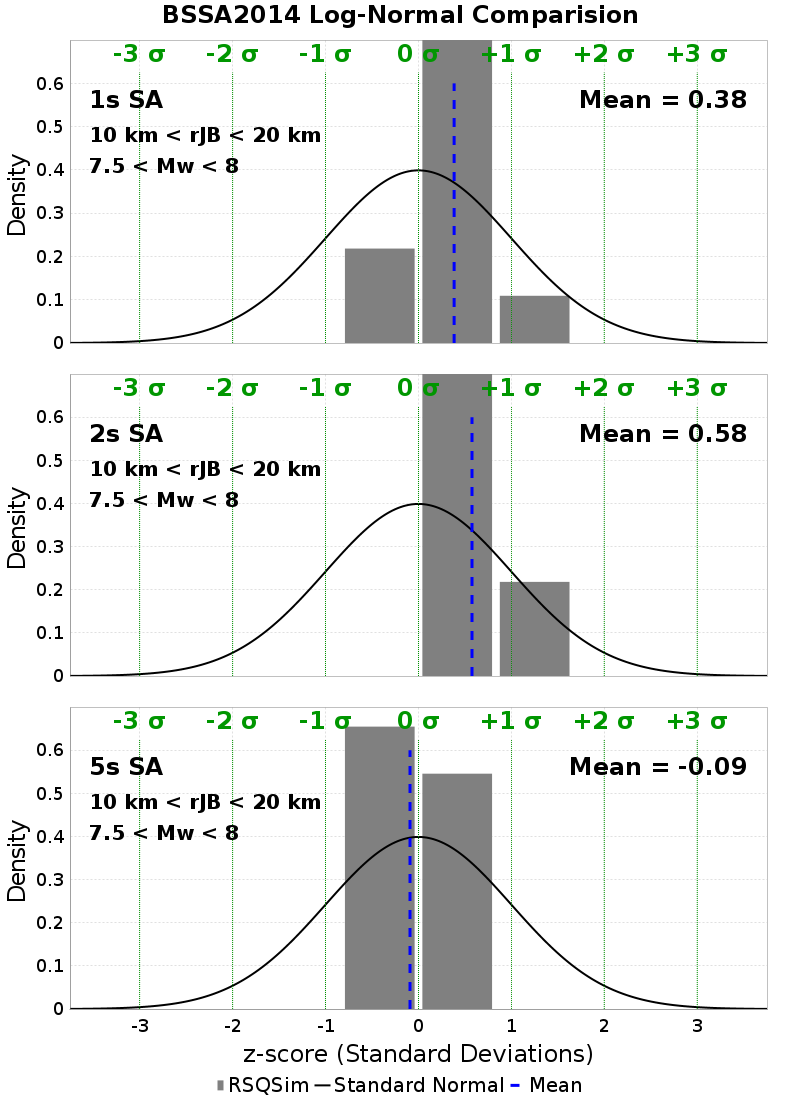 BSSA2014 Log-Normal Comparision
-3 σ -2 σ -1 σ 0 σ +1 σ +2 σ +3 σ
0.6
1s SA Mean = 0.38
0.5
10 km < rJB < 20 km
7.5 < Mw < 8
0.4
0.3
0.2
0.1
0
Density
-3 σ -2 σ -1 σ 0 σ +1 σ +2 σ +3 σ
0.6
2s SA Mean = 0.58
0.5
10 km < rJB < 20 km
7.5 < Mw < 8
0.4
0.3
0.2
0.1
0
Density
-3 σ -2 σ -1 σ 0 σ +1 σ +2 σ +3 σ
0.6
5s SA Mean = -0.09
0.5
10 km < rJB < 20 km
7.5 < Mw < 8
0.4
0.3
0.2
0.1
0
Density
-3 -2 -1 0 1 2 3
z-score (Standard Deviations)
RSQSim Standard Normal Mean